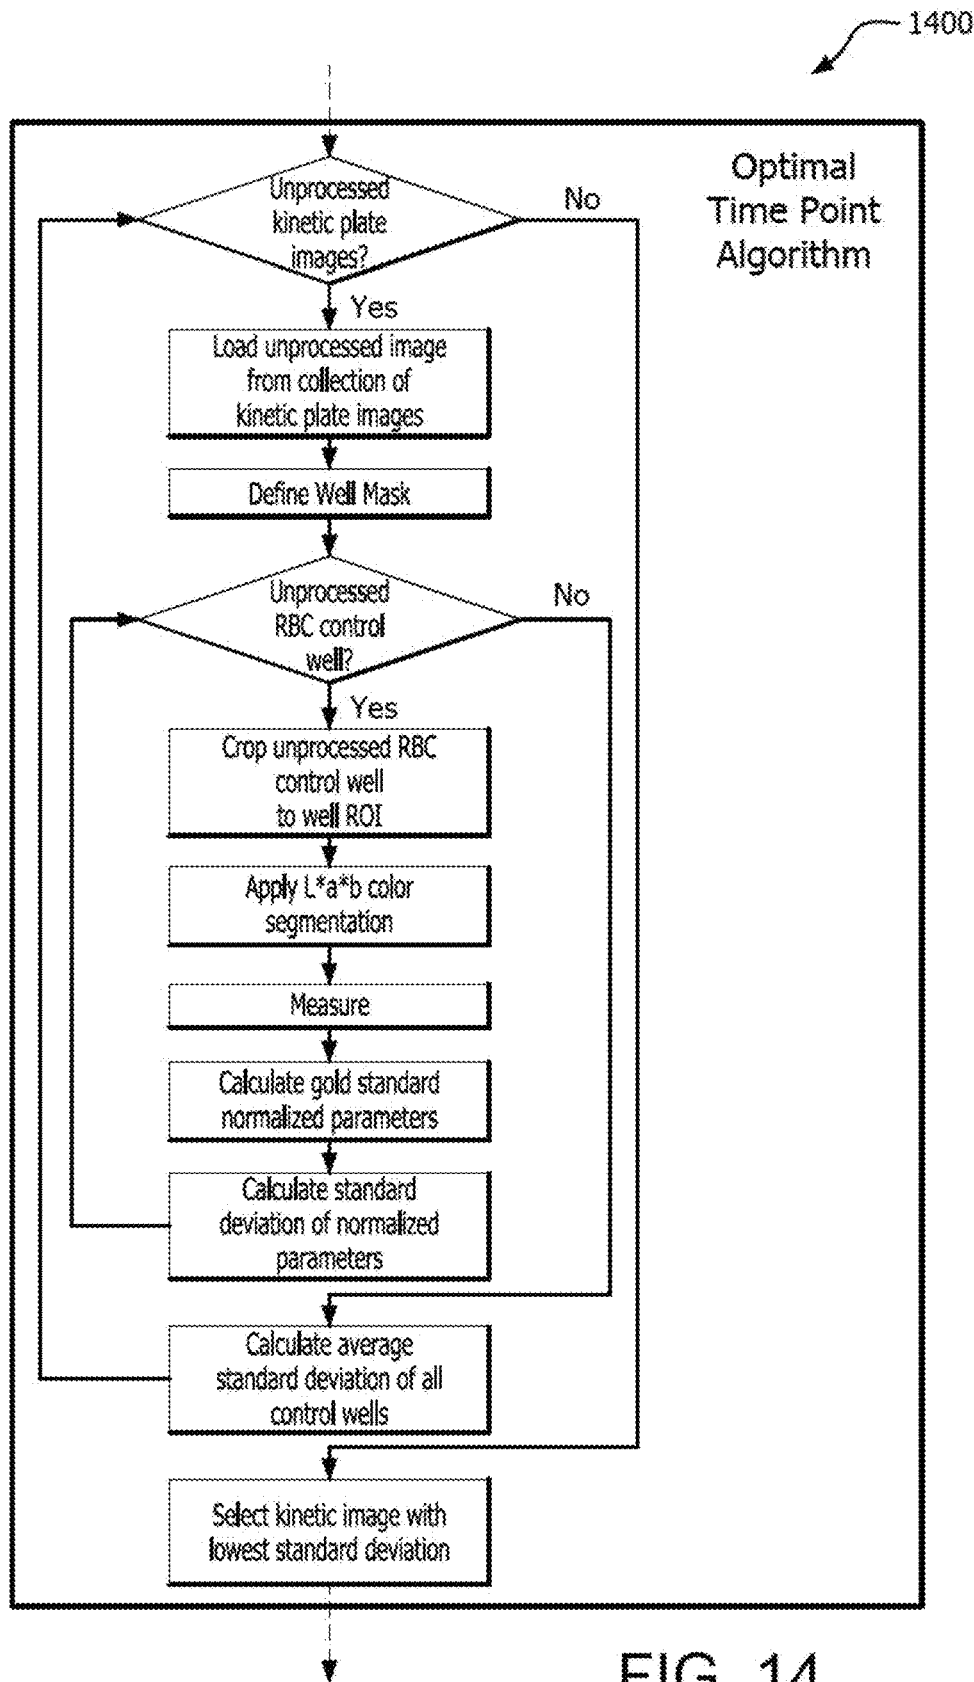 1400
Optimal
Time Point
Algorithm
Unprocessed
kinetic plate
images?
No
Yes
Load unprocessed image
from collection of
kinetic plate images
Define Well Mask
Unprocessed
RBC control
well?
No
Yes
Crop unprocessed RBC
control well
to well ROI
Apply L*a*b color
segmentation
Measure
Calculate gold standard
normalized parameters
Calculate standard
deviation of normalized
parameters
Calculate average
standard deviation of all
control wells
Select kinetic image with
lowest standard deviation
FIG. 14